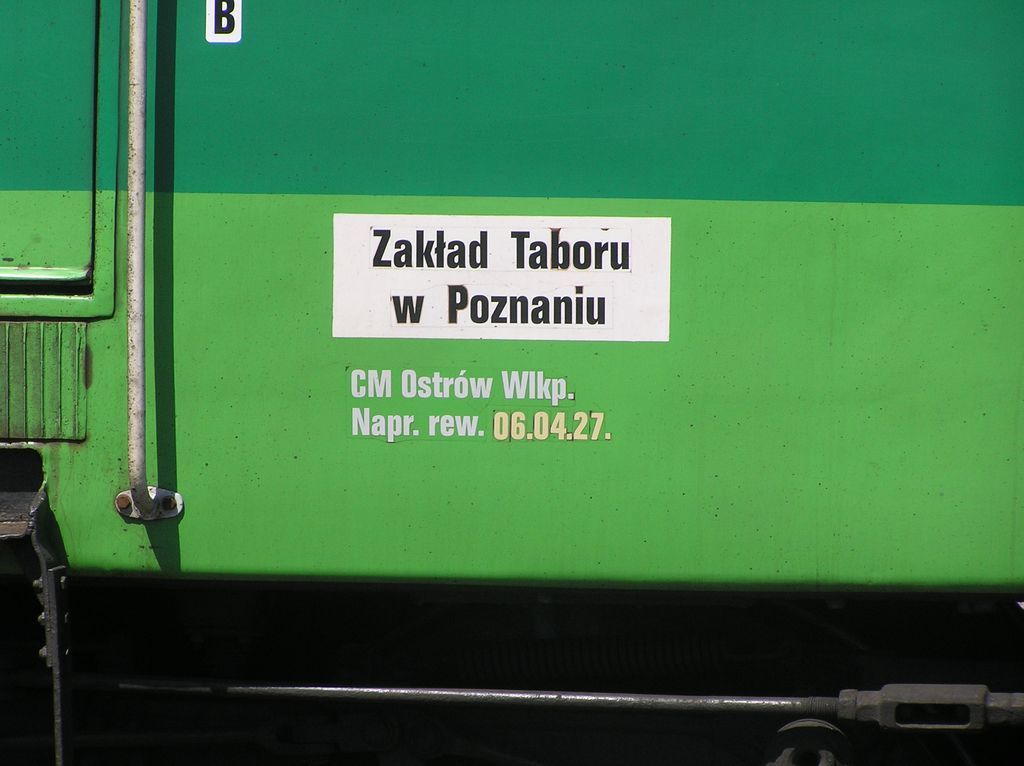 B
Zakład Taboru
w Poznaniu
CM Ostrów Wlkp.
Napr. rew. 06.04.27.